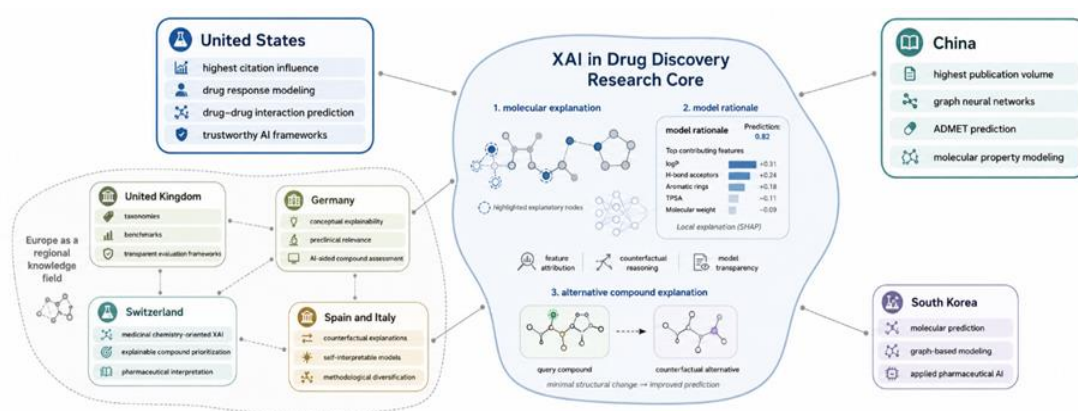 United States
highest citation influence
drug response modeling
drug–drug interaction prediction
trustworthy AI frameworks
Europe as a
regional
knowledge
field
United Kingdom
taxonomies
benchmarks
transparent evaluation frameworks
Germany
conceptual explainability
preclinical relevance
AI-aided compound assessment
Switzerland
medicinal chemistry-oriented XAI
explainable compound prioritization
pharmaceutical interpretation
Spain and Italy
counterfactual explanations
self-interpretable models
methodological diversification
XAI in Drug Discovery
Research Core
1. molecular explanation
highlighted explanatory nodes
2. model rationale
model rationale
Prediction:
0.82
Top contributing features
logP +0.31
H-bond acceptors +0.24
Aromatic rings +0.18
TPSA −0.11
Molecular weight −0.09
Local explanation (SHAP)
feature
attribution
counterfactual
reasoning
model
transparency
3. alternative compound explanation
query compound
counterfactual alternative
minimal structural change → improved prediction
China
highest publication volume
graph neural networks
ADMET prediction
molecular property modeling
South Korea
molecular prediction
graph-based modeling
applied pharmaceutical AI